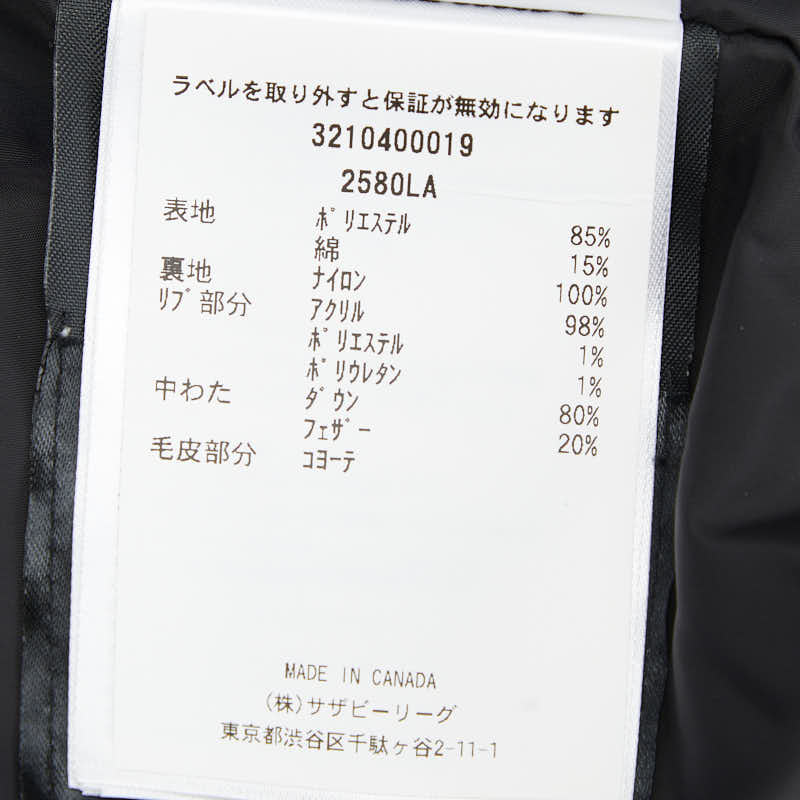 ラベルを取り外すと保証が無効になります
3210400019
2580LA
表地 ポリエステル 85%
綿 15%
裏地 ナイロン 100%
リブ部分 アクリル 98%
ポリエステル 1%
ポリウレタン 1%
中わた ダウン 80%
フェザー 20%
毛皮部分 コヨーテ
MADE IN CANADA
(株)サザビーリーグ
東京都渋谷区千駄ヶ谷2-11-1